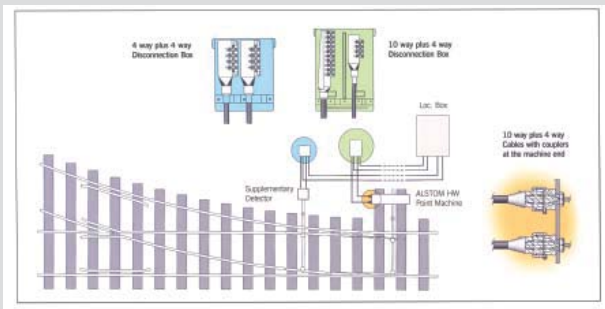 4 way plus 4 way
Disconnection Box
10 way plus 4 way
Disconnection Box
Loc. Box
10 way plus 4 way
Cables with couplers
at the machine end
Supplementary
Detector
ALSTOM HW
Point Machine